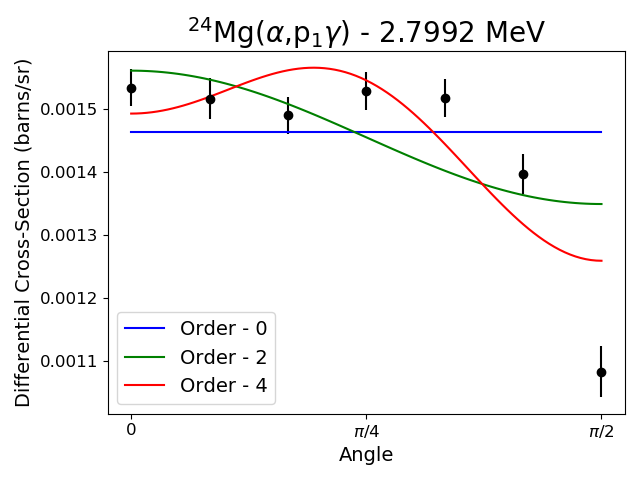 ²⁴Mg(α,p₁γ) - 2.7992 MeV
Differential Cross-Section (barns/sr)
0.0015
0.0014
0.0013
0.0012
0.0011
Order - 0
Order - 2
Order - 4
0
π/4
π/2
Angle